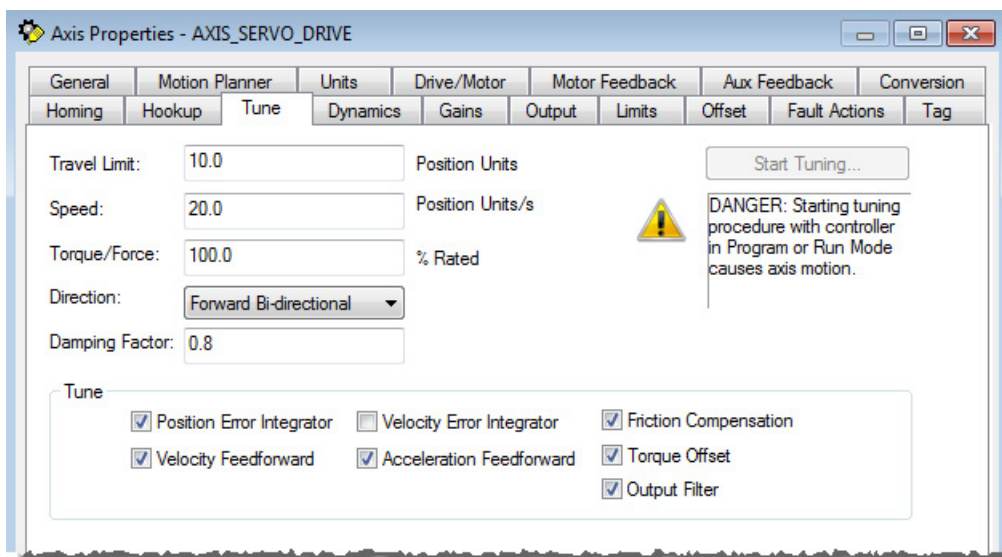 Axis Properties - AXIS_SERVO_DRIVE
General Motion Planner Units Drive/Motor Motor Feedback Aux Feedback Conversion
Homing Hookup Tune Dynamics Gains Output Limits Offset Fault Actions Tag
Travel Limit: 10.0 Position Units Start Tuning...
Speed: 20.0 Position Units/s
DANGER: Starting tuning
procedure with controller
in Program or Run Mode
causes axis motion.
Torque/Force: 100.0 % Rated
Direction: Forward Bi-directional
Damping Factor: 0.8
Tune
Position Error Integrator Velocity Error Integrator Friction Compensation
Velocity Feedforward Acceleration Feedforward Torque Offset
Output Filter